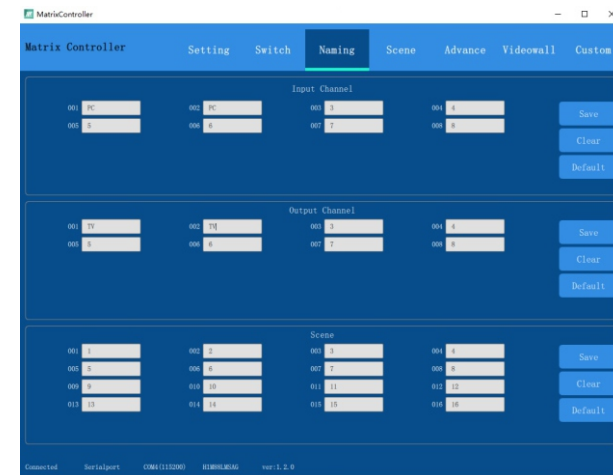 MatrixController
Matrix Controller Setting Switch Naming Scene Advance Videowall Custom
Input Channel
001 PC 002 PC 003 3 004 4
005 5 006 6 007 7 008 8
Save
Clear
Default
Output Channel
001 TV 002 TV 003 3 004 4
005 5 006 6 007 7 008 8
Save
Clear
Default
Scene
001 1 002 2 003 3 004 4
005 5 006 6 007 7 008 8
009 9 010 10 011 11 012 12
013 13 014 14 015 15 016 16
Save
Clear
Default
Connected Serialport COM4(115200) ver:1.2.0